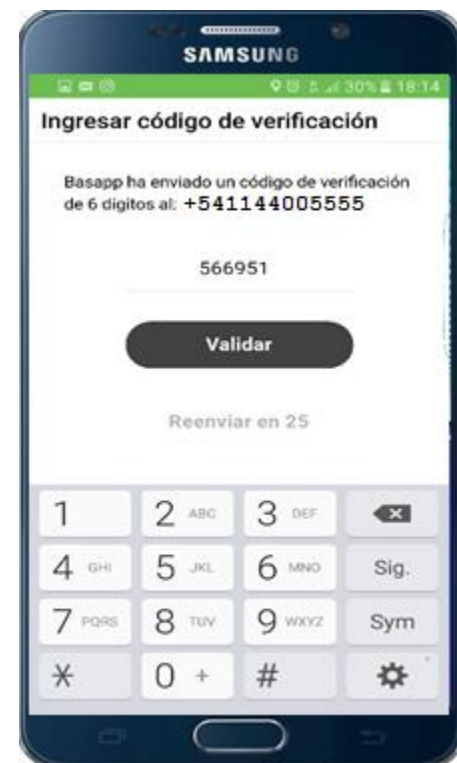 SAMSUNG
30% 18:14
Ingresar código de verificación
Basapp ha enviado un código de verificación
de 6 digitos al: +541144005555
566951
Validar
Reenviar en 25
1 2 ABC 3 DEF
4 GHI 5 JKL 6 MNO Sig.
7 PQRS 8 TUV 9 WXYZ Sym
* 0 + #